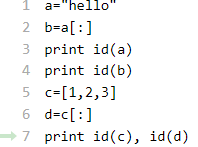 1 a="hello"
2 b=a[:]
3 print id(a)
4 print id(b)
5 c=[1,2,3]
6 d=c[:]
7 print id(c), id(d)